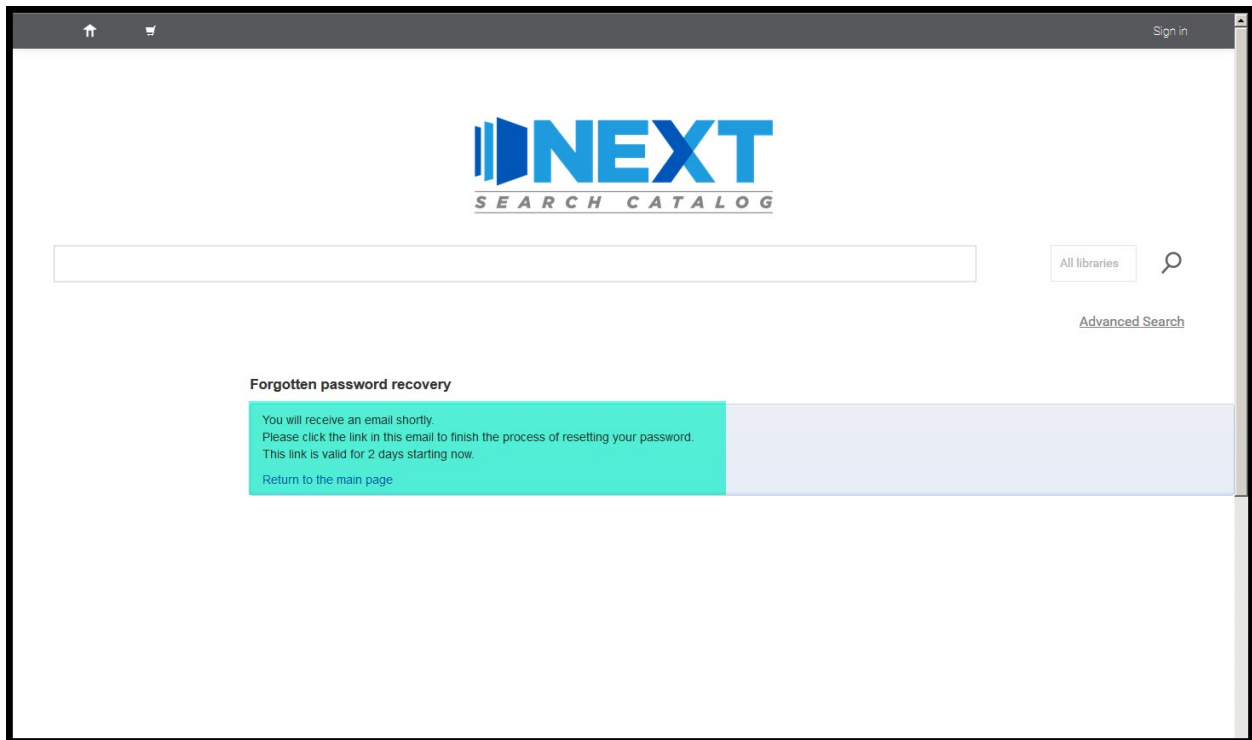 Sign in
NEXT
SEARCH CATALOG
All libraries
Advanced Search
Forgotten password recovery
You will receive an email shortly.
Please click the link in this email to finish the process of resetting your password.
This link is valid for 2 days starting now.
Return to the main page